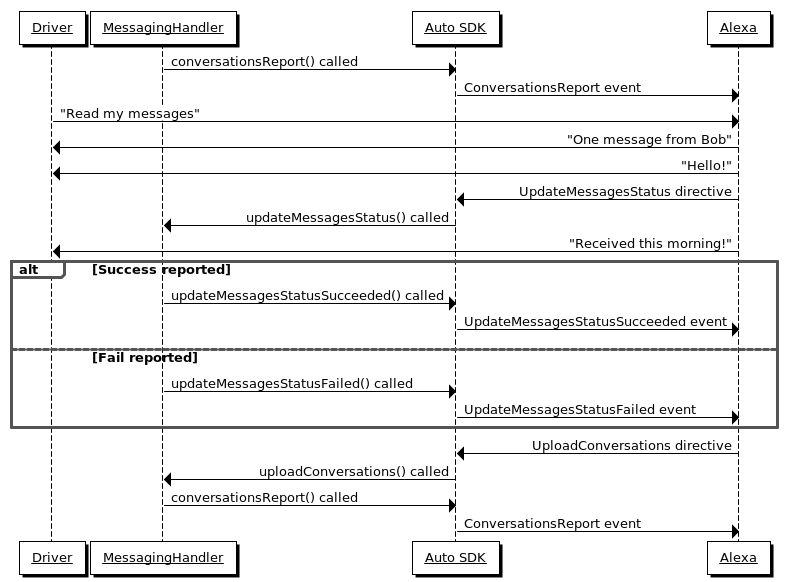 Driver MessagingHandler Auto SDK Alexa
conversationsReport() called
ConversationsReport event
"Read my messages"
"One message from Bob"
"Hello!"
UpdateMessagesStatus directive
updateMessagesStatus() called
"Received this morning!"
alt [Success reported]
updateMessagesStatusSucceeded() called
UpdateMessagesStatusSucceeded event
[Fail reported]
updateMessagesStatusFailed() called
UpdateMessagesStatusFailed event
UploadConversations directive
uploadConversations() called
conversationsReport() called
ConversationsReport event
Driver MessagingHandler Auto SDK Alexa